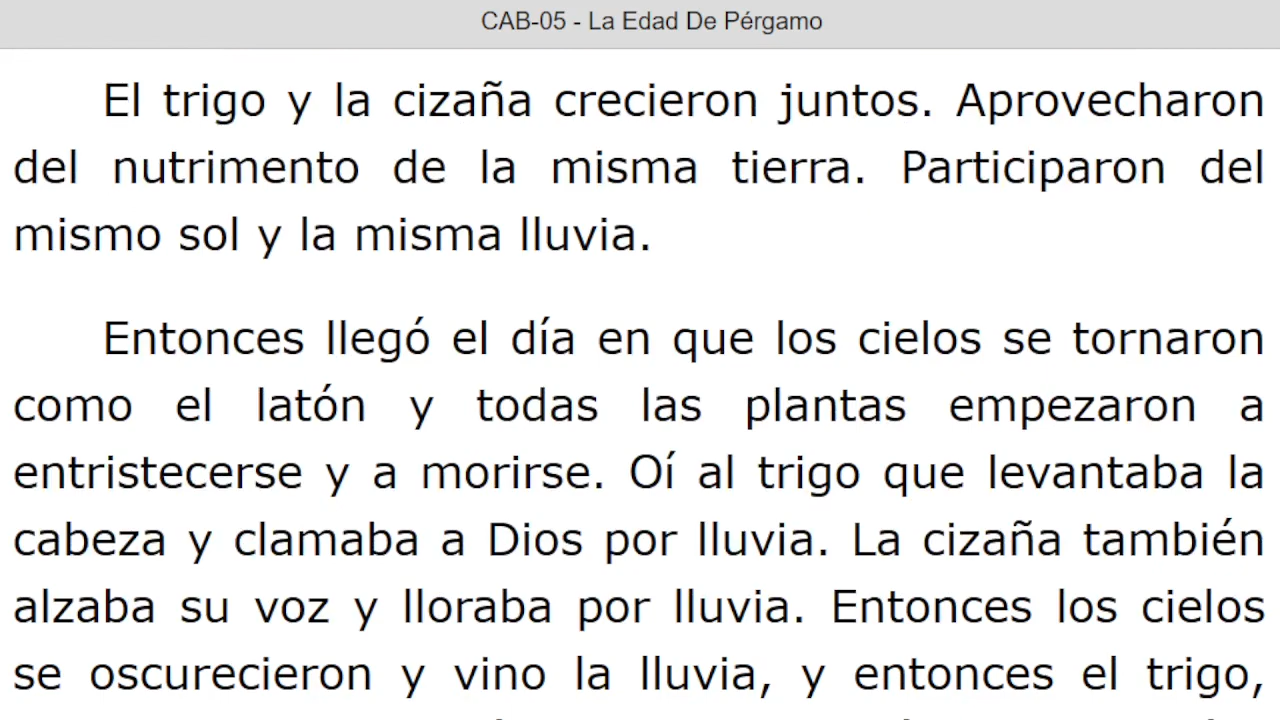 CAB-05 - La Edad De Pérgamo
El trigo y la cizaña crecieron juntos. Aprovecharon
del nutrimento de la misma tierra. Participaron del
mismo sol y la misma lluvia.
Entonces llegó el día en que los cielos se tornaron
como el latón y todas las plantas empezaron a
entristecerse y a morirse. Oí al trigo que levantaba la
cabeza y clamaba a Dios por lluvia. La cizaña también
alzaba su voz y lloraba por lluvia. Entonces los cielos
se oscurecieron y vino la lluvia, y entonces el trigo,